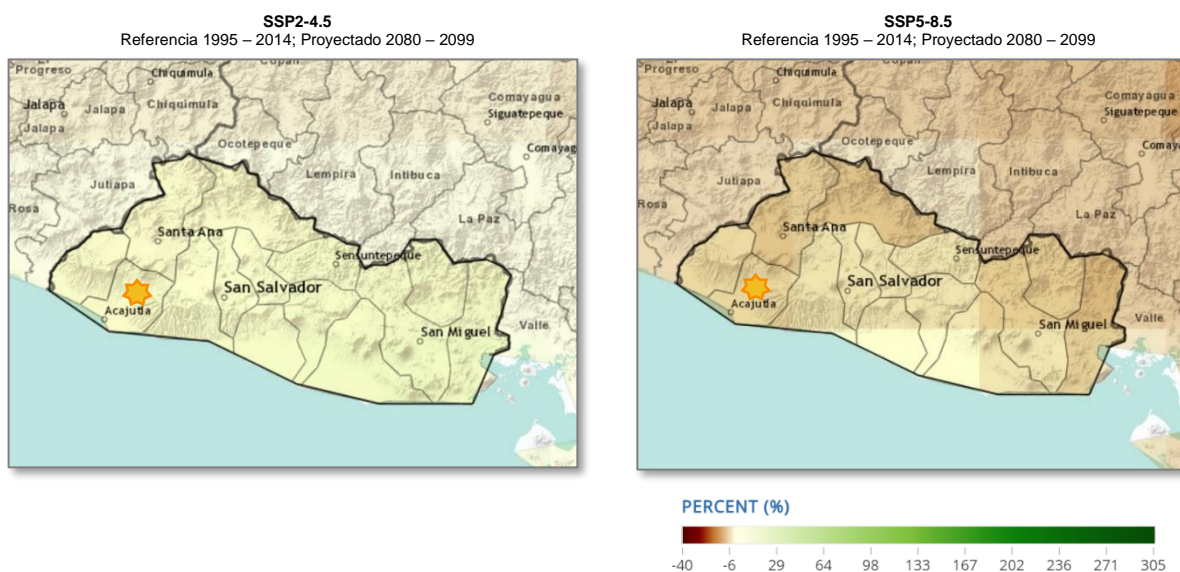 SSP2-4.5
Referencia 1995 – 2014; Proyectado 2080 – 2099
El
Progreso
Chiquimula
Copan
Jalapa
Jalapa
Chiquimula
Comayagua
Siguatepeque
Jalapa
Ocotepeque
Jutiapa
Lempira
Intibuca
Rosa
La Paz
Santa Ana
Sensuntepeque
San Salvador
Acajutla
San Miguel
Valle
SSP5-8.5
Referencia 1995 – 2014; Proyectado 2080 – 2099
Progreso
Chiquimula
Jalapa
Jalapa
Chiquimula
Comayagua
Siguatepeque
Jalapa
Ocotepeque
Jutiapa
Lempira
Intibuca
Rosa
La Paz
Santa Ana
Sensuntepeque
San Salvador
Acajutla
San Miguel
Valle
PERCENT (%)
-40 -6 29 64 98 133 167 202 236 271 305